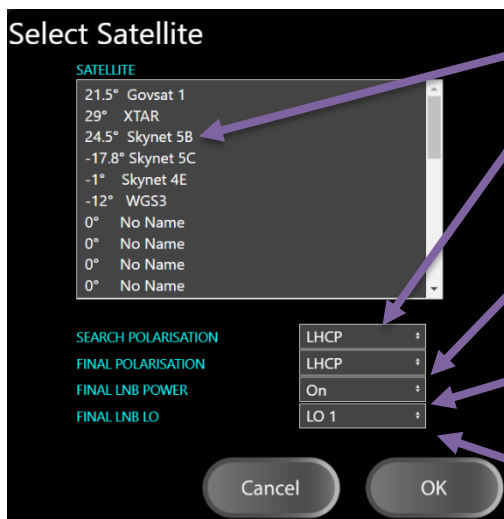 Select Satellite
SATELLITE
21.5° Govsat 1
29° XTAR
24.5° Skynet 5B
-17.8° Skynet 5C
-1° Skynet 4E
-12° WGS3
0° No Name
0° No Name
0° No Name
0° No Name
SEARCH POLARISATION LHCP
FINAL POLARISATION LHCP
FINAL LNB POWER On
FINAL LNB LO LO 1
Cancel OK